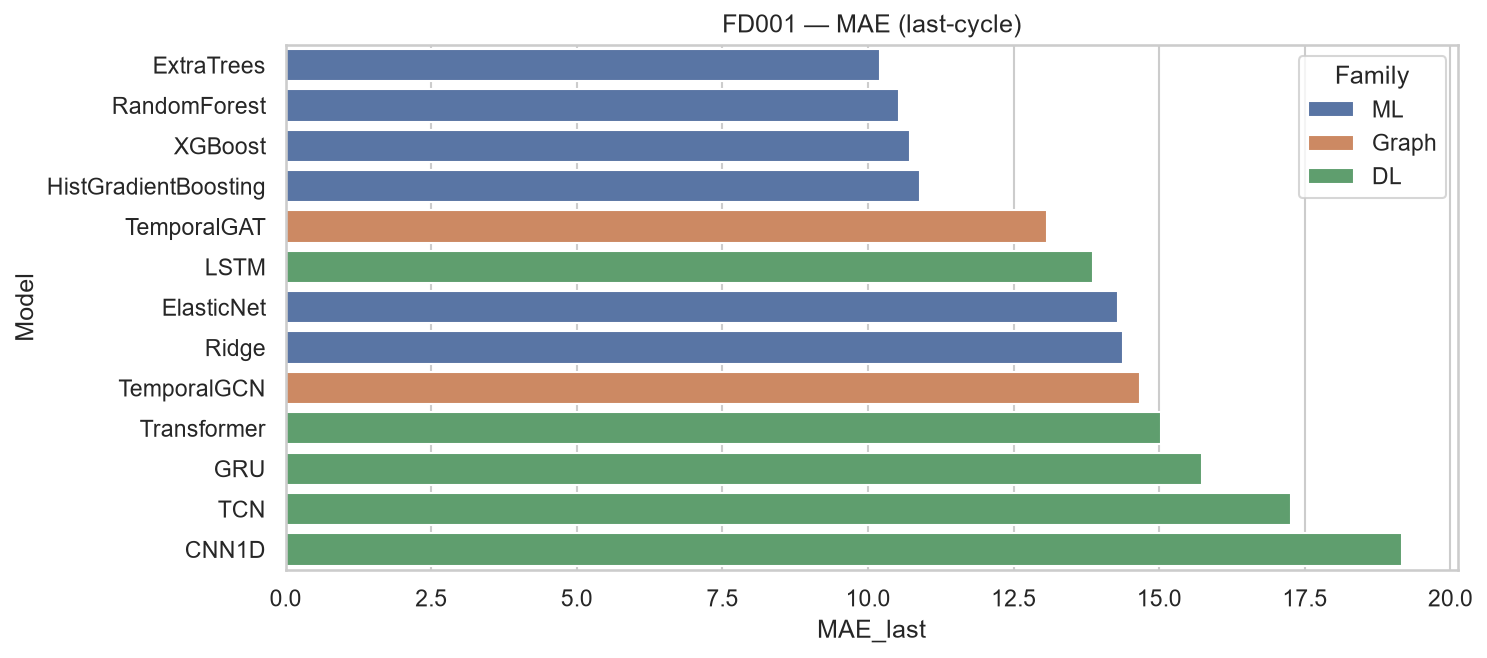 FD001 — MAE (last-cycle)
Model
ExtraTrees
RandomForest
XGBoost
HistGradientBoosting
TemporalGAT
LSTM
ElasticNet
Ridge
TemporalGCN
Transformer
GRU
TCN
CNN1D
Family
ML
Graph
DL
0.0 2.5 5.0 7.5 10.0 12.5 15.0 17.5 20.0
MAE_last